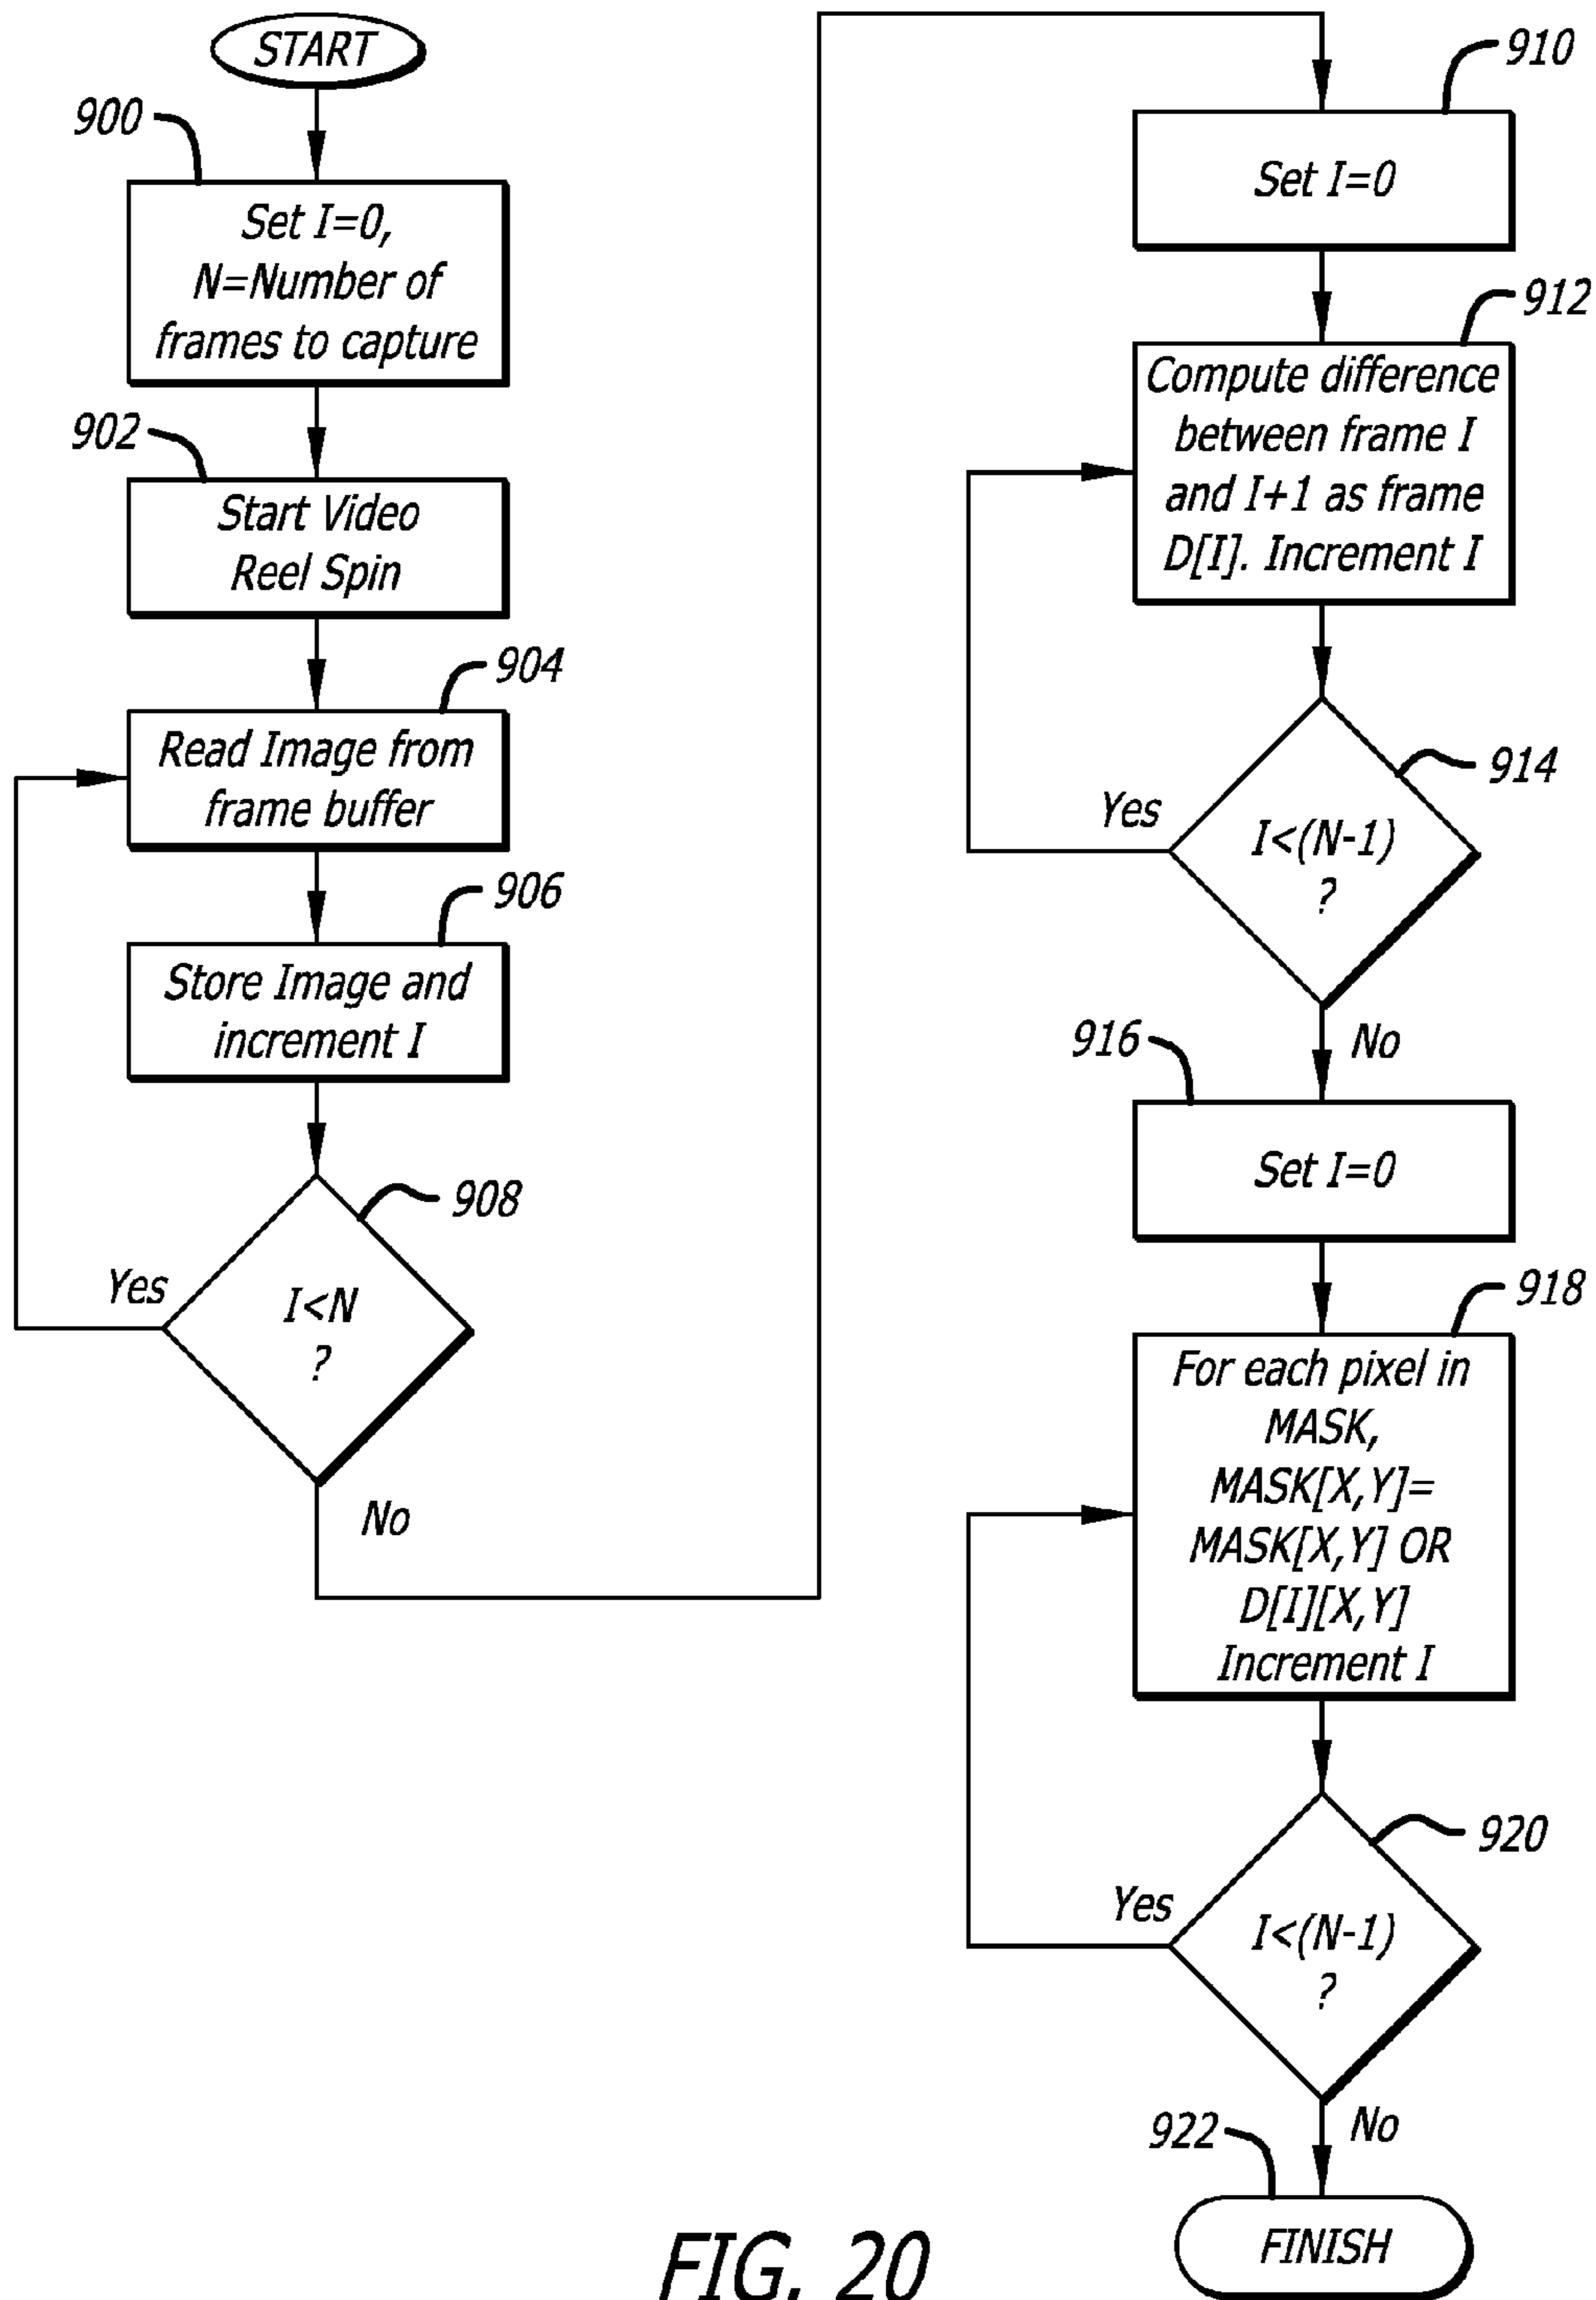 START
900
Set I=0,
N=Number of
frames to capture
902
Start Video
Reel Spin
904
Read Image from
frame buffer
906
Store Image and
increment I
908
Yes
I<N
?
No
910
Set I=0
912
Compute difference
between frame I
and I+1 as frame
D[I]. Increment I
914
Yes
I<(N-1)
?
No
916
Set I=0
918
For each pixel in
MASK,
MASK[X,Y]=
MASK[X,Y] OR
D[I][X,Y]
Increment I
920
Yes
I<(N-1)
?
No
922
FINISH
FIG. 20